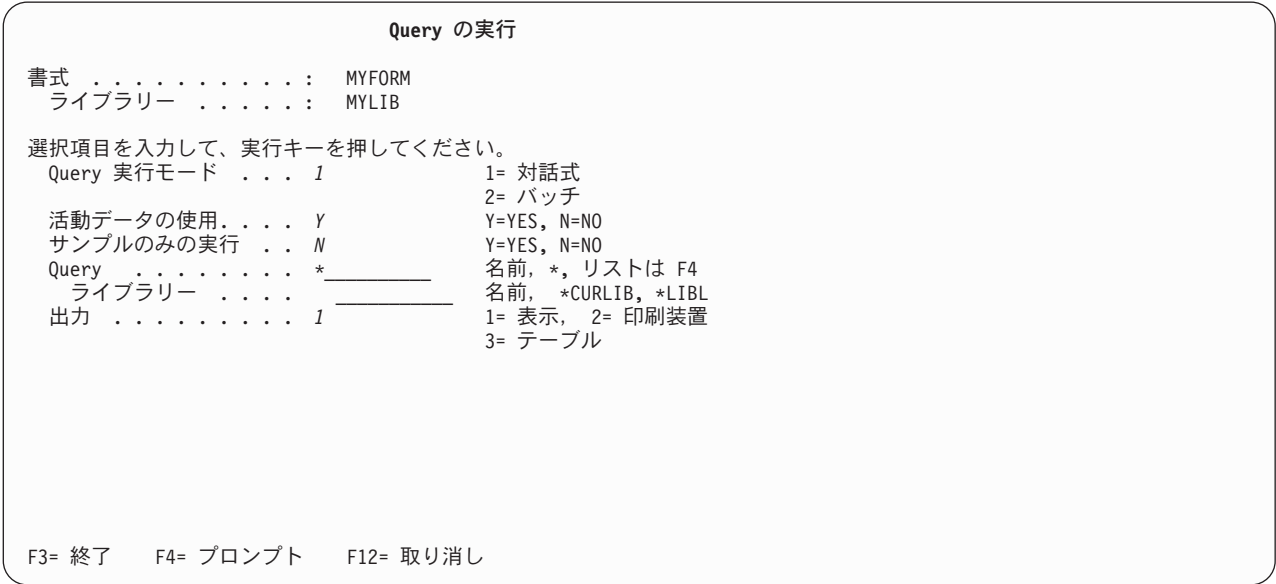 Query の実行
書式 . . . . . . . . . . : MYFORM
ライブラリー . . . . . : MYLIB
選択項目を入力して、実行キーを押してください。
Query 実行モード . . . 1 1= 対話式
2= バッチ
活動データの使用. . . . Y Y=YES, N=NO
サンプルのみの実行 . . N Y=YES, N=NO
Query . . . . . . . . *__________ 名前, *, リストは F4
ライブラリー . . . . ___________ 名前, *CURLIB, *LIBL
出力 . . . . . . . . . 1 1= 表示, 2= 印刷装置
3= テーブル
F3= 終了 F4= プロンプト F12= 取り消し